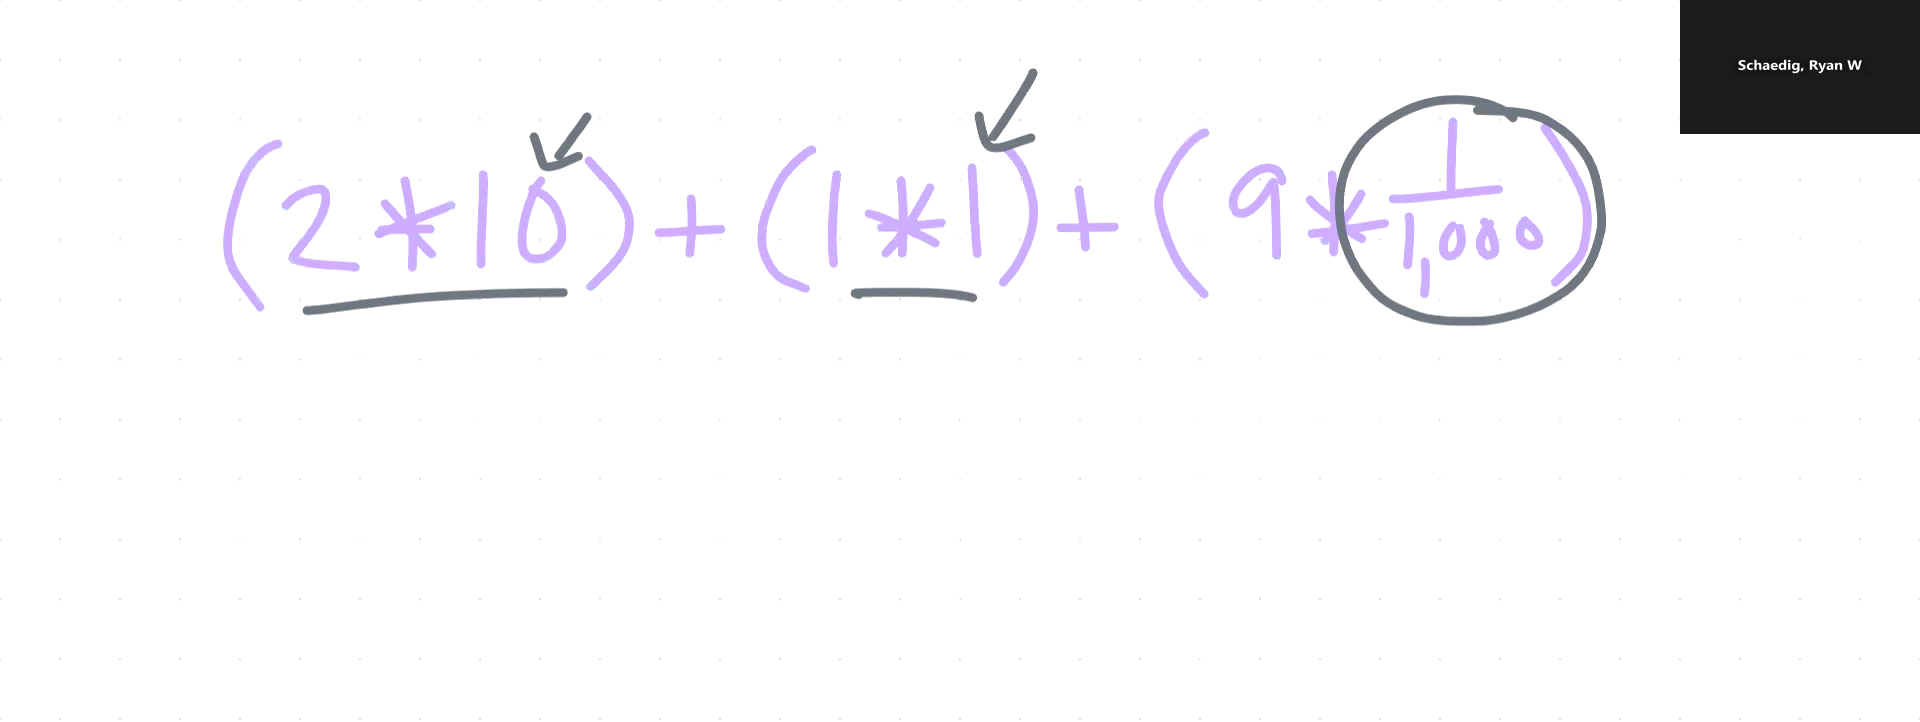 (2*10) + (1*1) + (9*1/1,000)
Schaedig, Ryan W